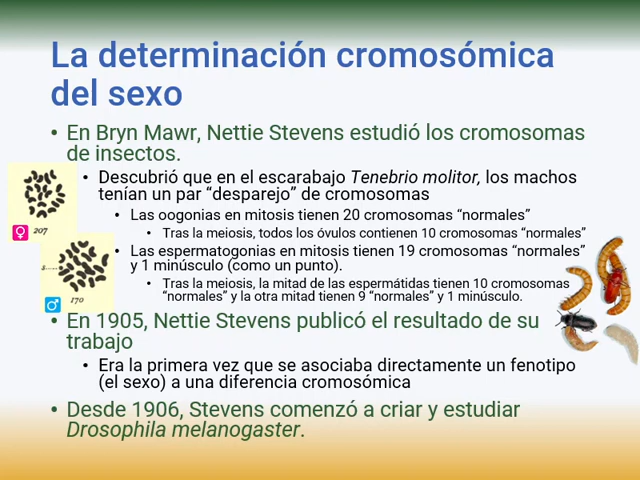 La determinación cromosómica
del sexo
• En Bryn Mawr, Nettie Stevens estudió los cromosomas
de insectos.
• Descubrió que en el escarabajo Tenebrio molitor, los machos
tenían un par “desparejo” de cromosomas
• Las oogonias en mitosis tienen 20 cromosomas “normales”
• Tras la meiosis, todos los óvulos contienen 10 cromosomas “normales”
♀ 207
• Las espermatogonias en mitosis tienen 19 cromosomas “normales”
y 1 minúsculo (como un punto).
• Tras la meiosis, la mitad de las espermátidas tienen 10 cromosomas
“normales” y la otra mitad tienen 9 “normales” y 1 minúsculo.
♂ 170
• En 1905, Nettie Stevens publicó el resultado de su
trabajo
• Era la primera vez que se asociaba directamente un fenotipo
(el sexo) a una diferencia cromosómica
• Desde 1906, Stevens comenzó a criar y estudiar
Drosophila melanogaster.